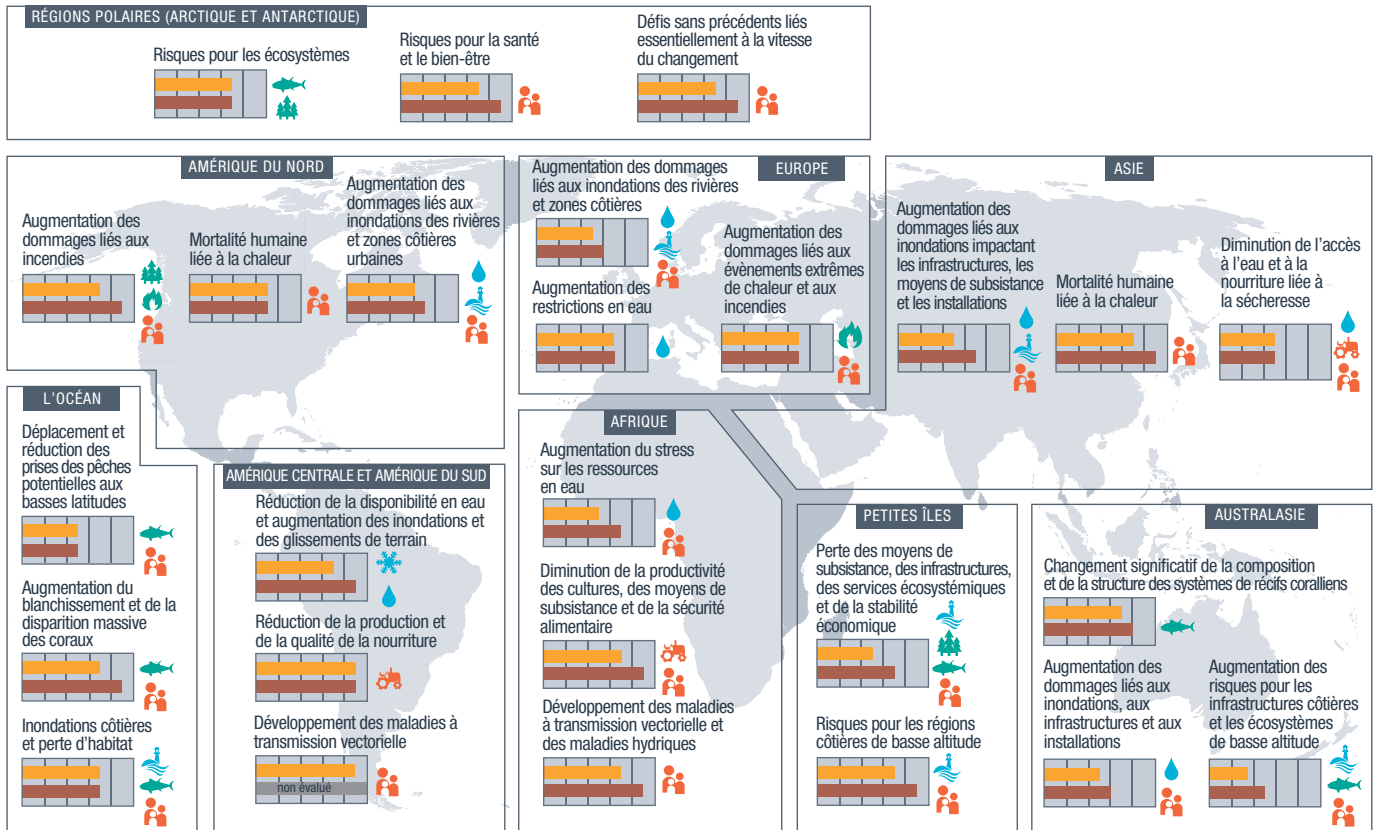 RÉGIONS POLAIRES (ARCTIQUE ET ANTARCTIQUE)
Risques pour les écosystèmes
Risques pour la santé
et le bien-être
Défis sans précédents liés
essentiellement à la vitesse
du changement
AMÉRIQUE DU NORD
Augmentation des
dommages liés aux
incendies
Mortalité humaine
liée à la chaleur
Augmentation des
dommages liés aux
inondations des rivières
et zones côtières
urbaines
EUROPE
Augmentation des dommages
liés aux inondations des rivières
et zones côtières
Augmentation des
restrictions en eau
Augmentation des
dommages liés aux
évènements extrêmes
de chaleur et aux
incendies
ASIE
Augmentation des
dommages liés aux
inondations impactant
les infrastructures, les
moyens de subsistance
et les installations
Mortalité humaine
liée à la chaleur
Diminution de l'accès
à l'eau et à la
nourriture liée à
la sécheresse
L'OCÉAN
Déplacement et
réduction des
prises des pêches
potentielles aux
basses latitudes
Augmentation du
blanchissement et de la
disparition massive
des coraux
Inondations côtières
et perte d'habitat
AMÉRIQUE CENTRALE ET AMÉRIQUE DU SUD
Réduction de la disponibilité en eau
et augmentation des inondations et
des glissements de terrain
Réduction de la production et
de la qualité de la nourriture
Développement des maladies à
transmission vectorielle
non évalué
AFRIQUE
Augmentation du stress
sur les ressources
en eau
Diminution de la productivité
des cultures, des moyens de
subsistance et de la sécurité
alimentaire
Développement des maladies
à transmission vectorielle et
des maladies hydriques
PETITES ÎLES
Perte des moyens de
subsistance, des infrastructures,
des services écosystémiques
et de la stabilité
économique
Risques pour les régions
côtières de basse altitude
AUSTRALASIE
Changement significatif de la composition
et de la structure des systèmes de récifs coralliens
Augmentation des
dommages liés aux
inondations, aux
infrastructures et aux
installations
Augmentation des
risques pour les
infrastructures côtières
et les écosystèmes
de basse altitude